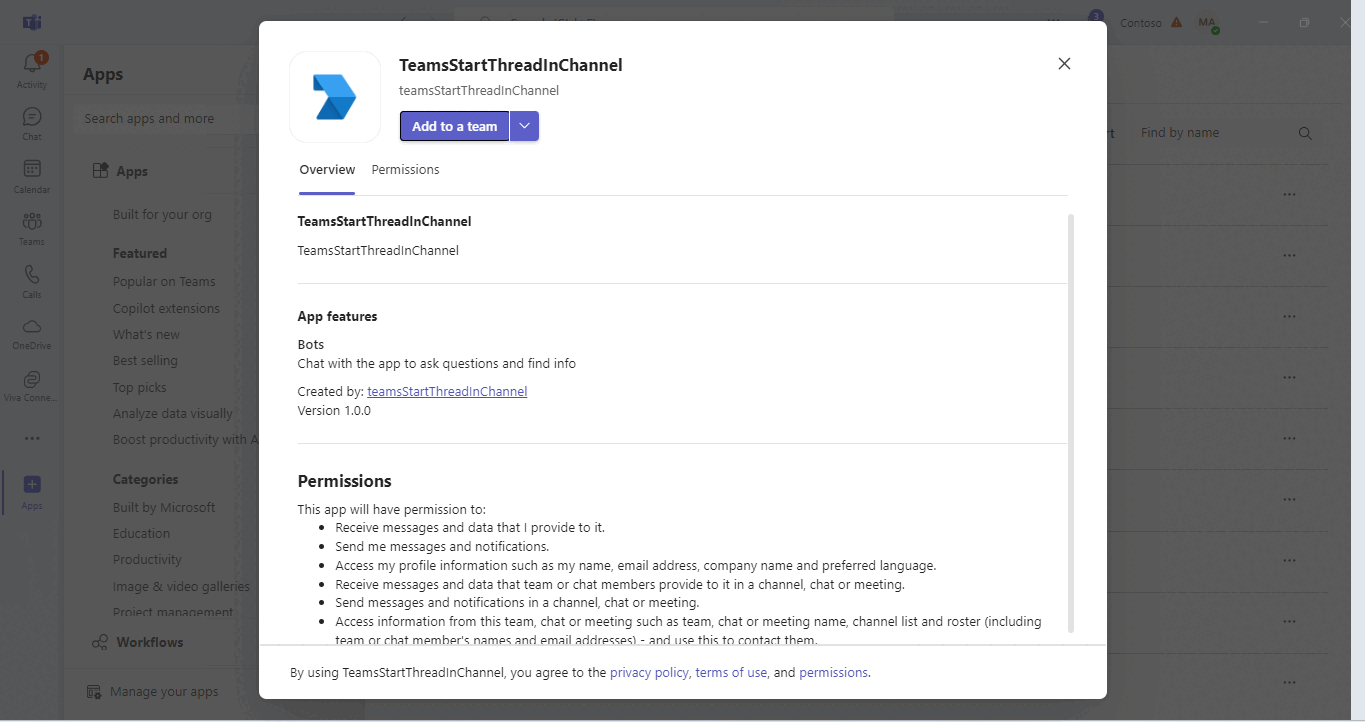 3
Contoso
MA
1
Activity
Chat
Calendar
Teams
Calls
OneDrive
Viva Conne...
Apps
Apps
Search apps and more
Apps
Built for your org
Featured
Popular on Teams
Copilot extensions
What's new
Best selling
Top picks
Analyze data visually
Boost productivity with A
Categories
Built by Microsoft
Education
Productivity
Image & video galleries
Project management
Workflows
Manage your apps
Find by name
TeamsStartThreadInChannel
teamsStartThreadInChannel
Add to a team
Overview Permissions
TeamsStartThreadInChannel
TeamsStartThreadInChannel
App features
Bots
Chat with the app to ask questions and find info
Created by: teamsStartThreadInChannel
Version 1.0.0
Permissions
This app will have permission to:
• Receive messages and data that I provide to it.
• Send me messages and notifications.
• Access my profile information such as my name, email address, company name and preferred language.
• Receive messages and data that team or chat members provide to it in a channel, chat or meeting.
• Send messages and notifications in a channel, chat or meeting.
• Access information from this team, chat or meeting such as team, chat or meeting name, channel list and roster (including
team or chat member's names and email addresses) - and use this to contact them.
By using TeamsStartThreadInChannel, you agree to the privacy policy, terms of use, and permissions.